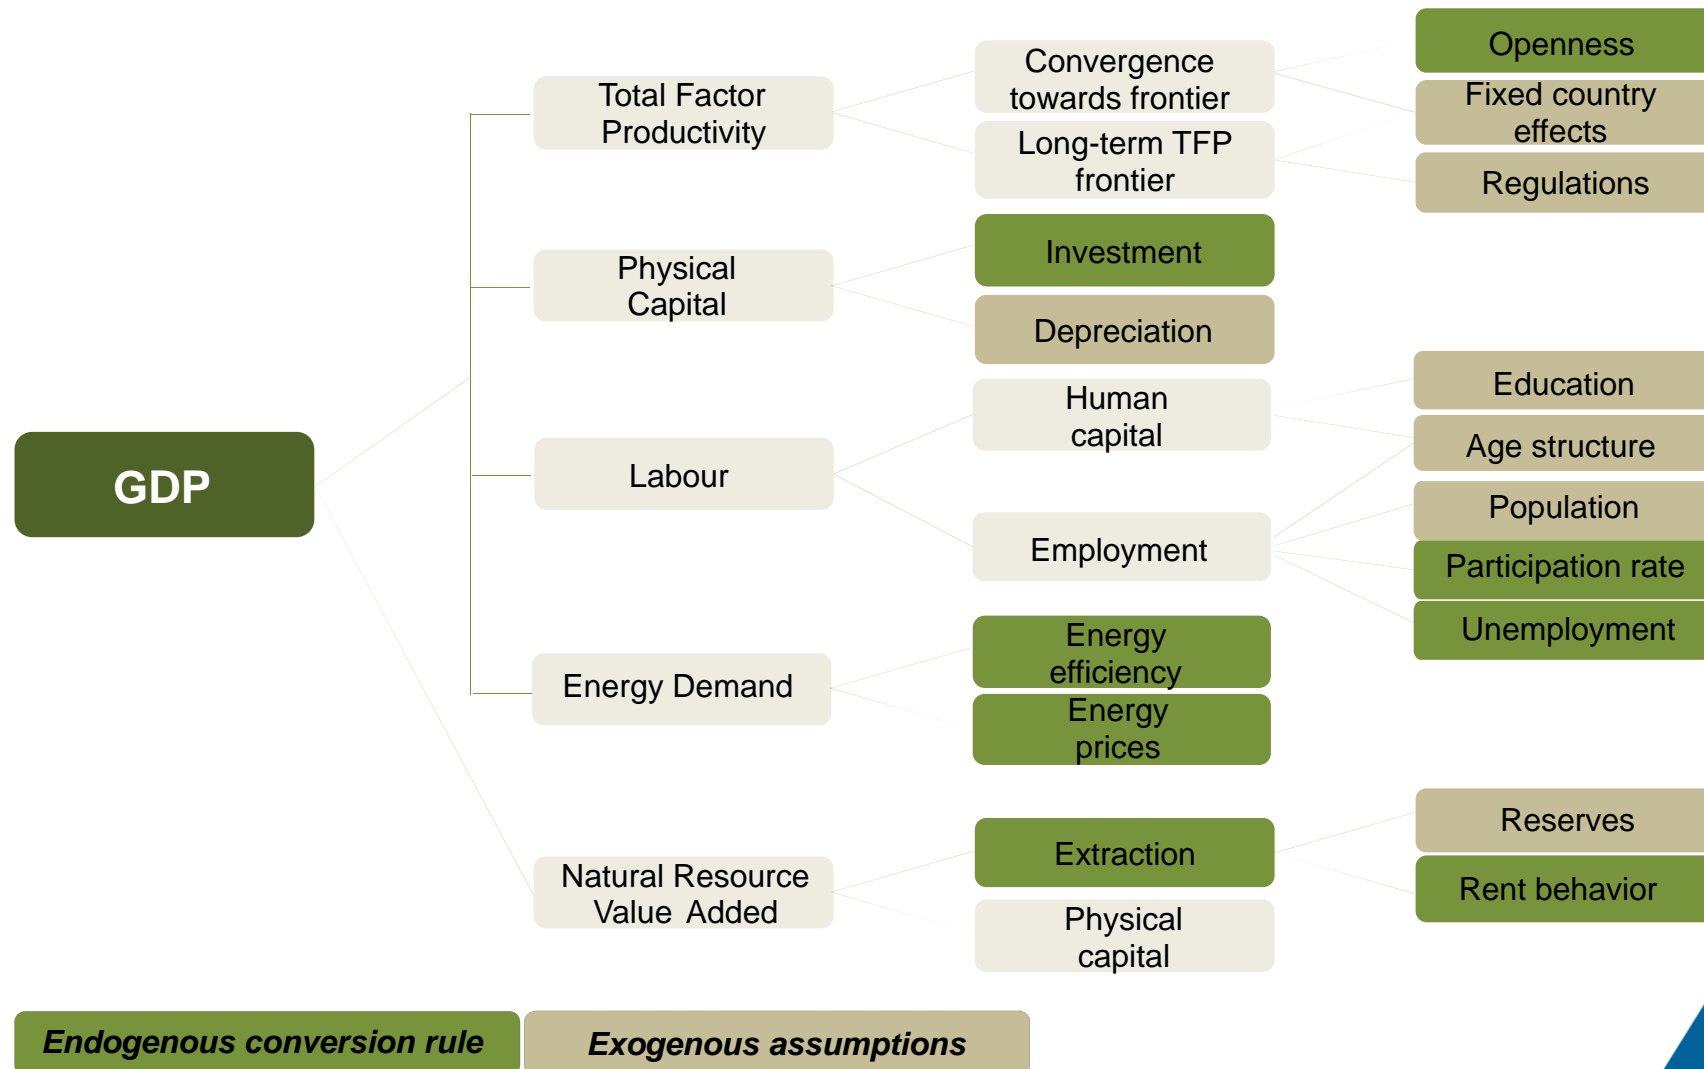 GDP
Total Factor
Productivity
Physical
Capital
Labour
Energy Demand
Natural Resource
Value Added
Convergence
towards frontier
Long-term TFP
frontier
Investment
Depreciation
Human
capital
Employment
Energy
efficiency
Energy
prices
Extraction
Physical
capital
Openness
Fixed country
effects
Regulations
Education
Age structure
Population
Participation rate
Unemployment
Reserves
Rent behavior
Endogenous conversion rule
Exogenous assumptions